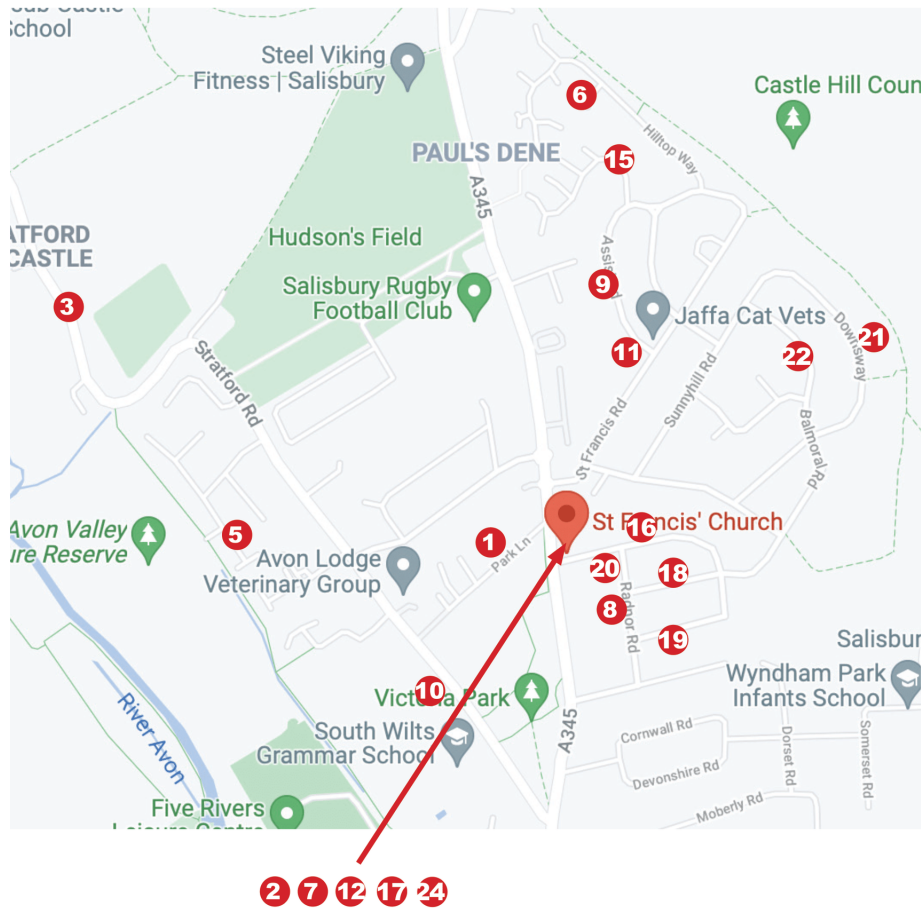 School
Steel Viking
Fitness | Salisbury
6
Castle Hill Coun
Hilltop Way
PAUL'S DENE
15
A345
ATFORD
CASTLE
Hudson's Field
3
Salisbury Rugby
Football Club
9
Jaffa Cat Vets
11
Downsway
21
22
Stratford Rd
Sunnyhill Rd
St Francis Rd
Balmoral Rd
Avon Valley
ure Reserve
5
1
Park Ln
St Francis' Church
16
Avon Lodge
Veterinary Group
20
18
8
Radnor Rd
19
Salisbur
Wyndham Park
Infants School
10
Victoria Park
River Avon
South Wilts
Grammar School
A345
Cornwall Rd
Devonshire Rd
Dorset Rd
Somerset Rd
Moberly Rd
Five Rivers
2 7 12 17 24